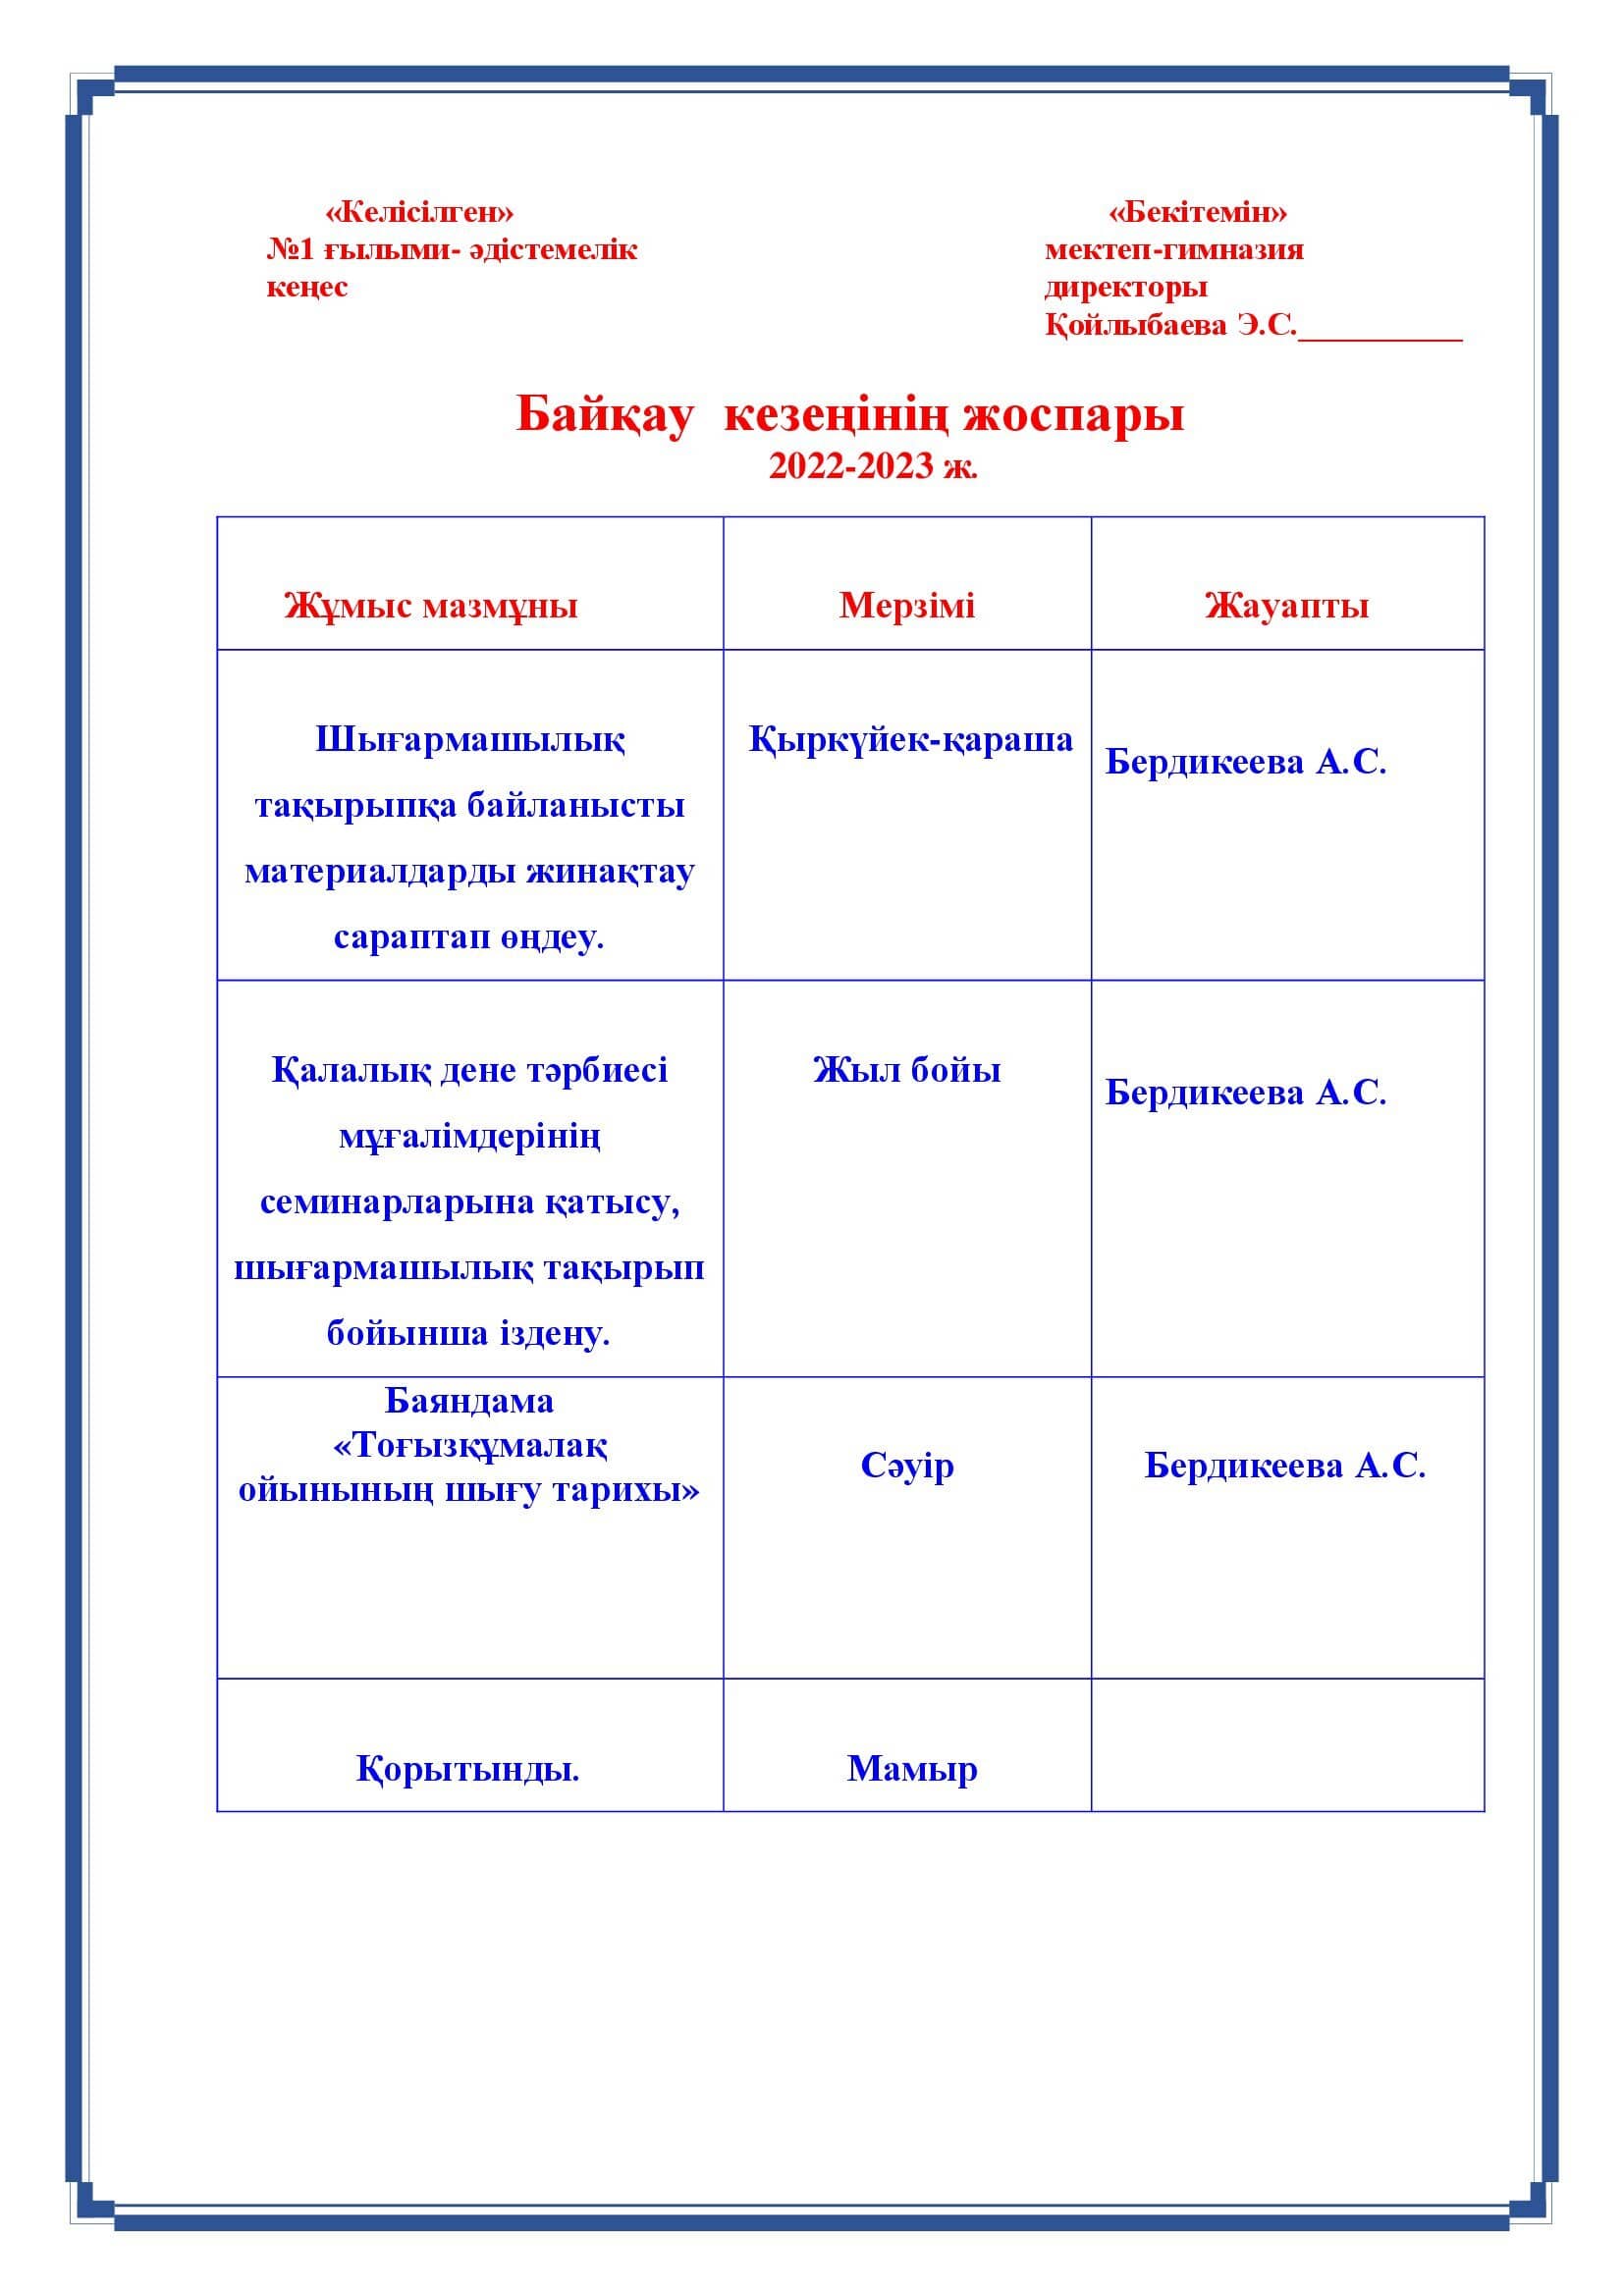 «Келісілген»
№1 ғылыми- әдістемелік
кеңес
«Бекітемін»
мектеп-гимназия
директоры
Қойлыбаева Э.С.__________
Байқау кезеңінің жоспары
2022-2023 ж.
Жұмыс мазмұны
Мерзімі
Жауапты
Шығармашылық
тақырыпқа байланысты
материалдарды жинақтау
сараптап өңдеу.
Қыркүйек-қараша
Бердикеева А.С.
Қалалық дене тәрбиесі
мұғалімдерінің
семинарларына қатысу,
шығармашылық тақырып
бойынша іздену.
Жыл бойы
Бердикеева А.С.
Баяндама
«Тоғызқұмалақ
ойынының шығу тарихы»
Сәуір
Бердикеева А.С.
Қорытынды.
Мамыр